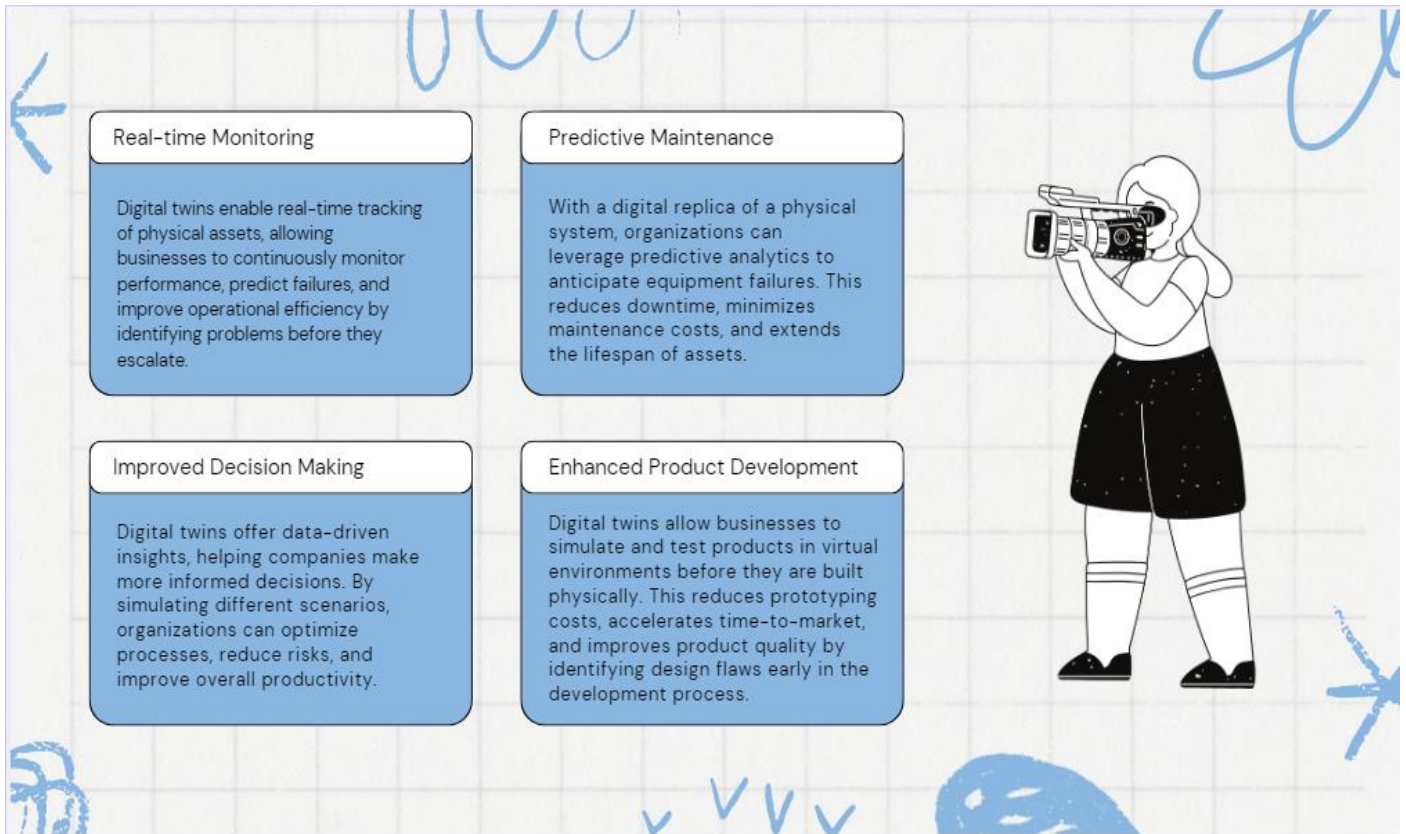 Real-time Monitoring
Digital twins enable real-time tracking
of physical assets, allowing
businesses to continuously monitor
performance, predict failures, and
improve operational efficiency by
identifying problems before they
escalate.
Predictive Maintenance
With a digital replica of a physical
system, organizations can
leverage predictive analytics to
anticipate equipment failures. This
reduces downtime, minimizes
maintenance costs, and extends
the lifespan of assets.
Improved Decision Making
Digital twins offer data-driven
insights, helping companies make
more informed decisions. By
simulating different scenarios,
organizations can optimize
processes, reduce risks, and
improve overall productivity.
Enhanced Product Development
Digital twins allow businesses to
simulate and test products in virtual
environments before they are built
physically. This reduces prototyping
costs, accelerates time-to-market,
and improves product quality by
identifying design flaws early in the
development process.